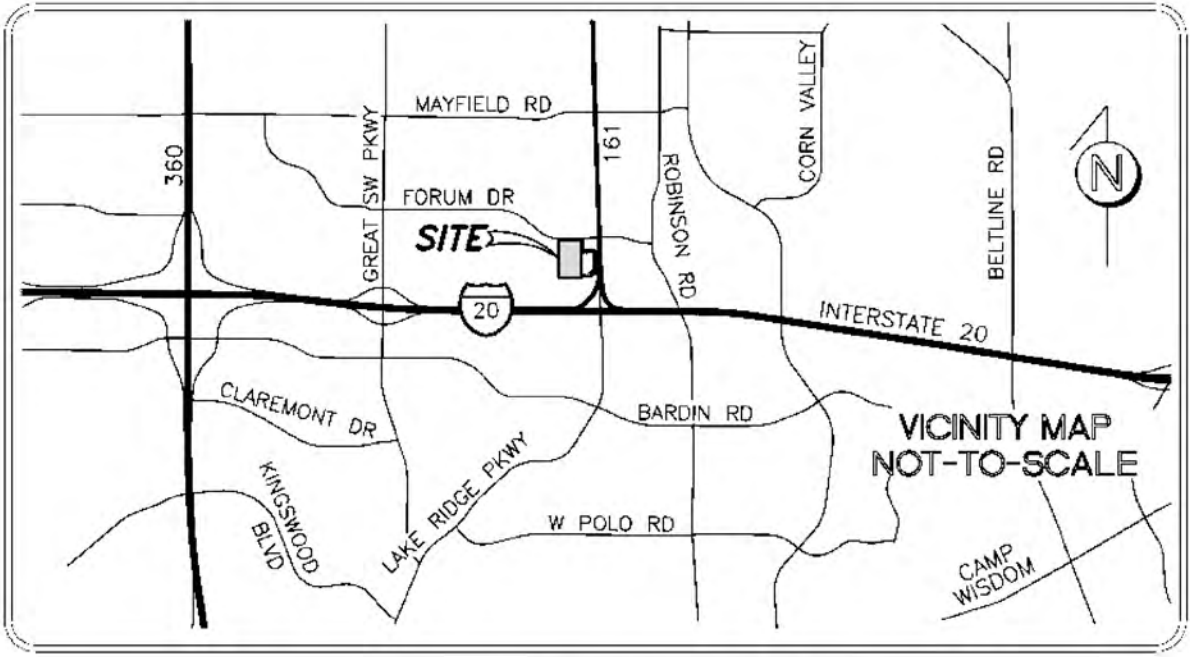 MAYFIELD RD
360
GREAT SW PKWY
161
ROBINSON RD
CORN VALLEY
BELTLINE RD
N
FORUM DR
SITE
20
INTERSTATE 20
CLAREMONT DR
BARDIN RD
VICINITY MAP
NOT-TO-SCALE
KINGSWOOD
BLVD
LAKE RIDGE PKWY
W POLO RD
CAMP
WISDOM